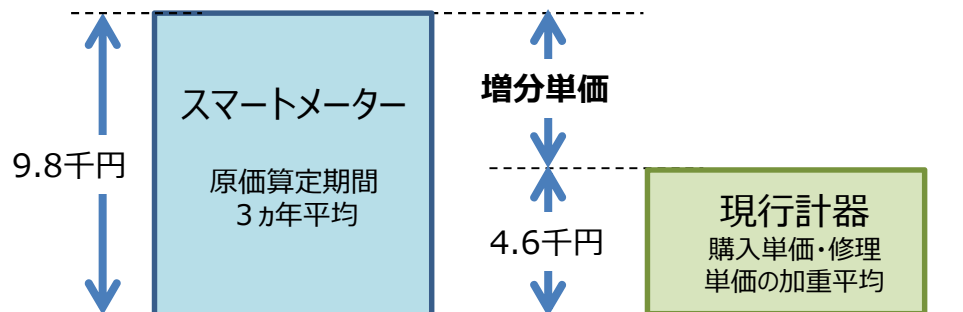 スマートメーター
原価算定期間
３ヵ年平均
9.8千円
増分単価
4.6千円
現行計器
購入単価・修理
単価の加重平均